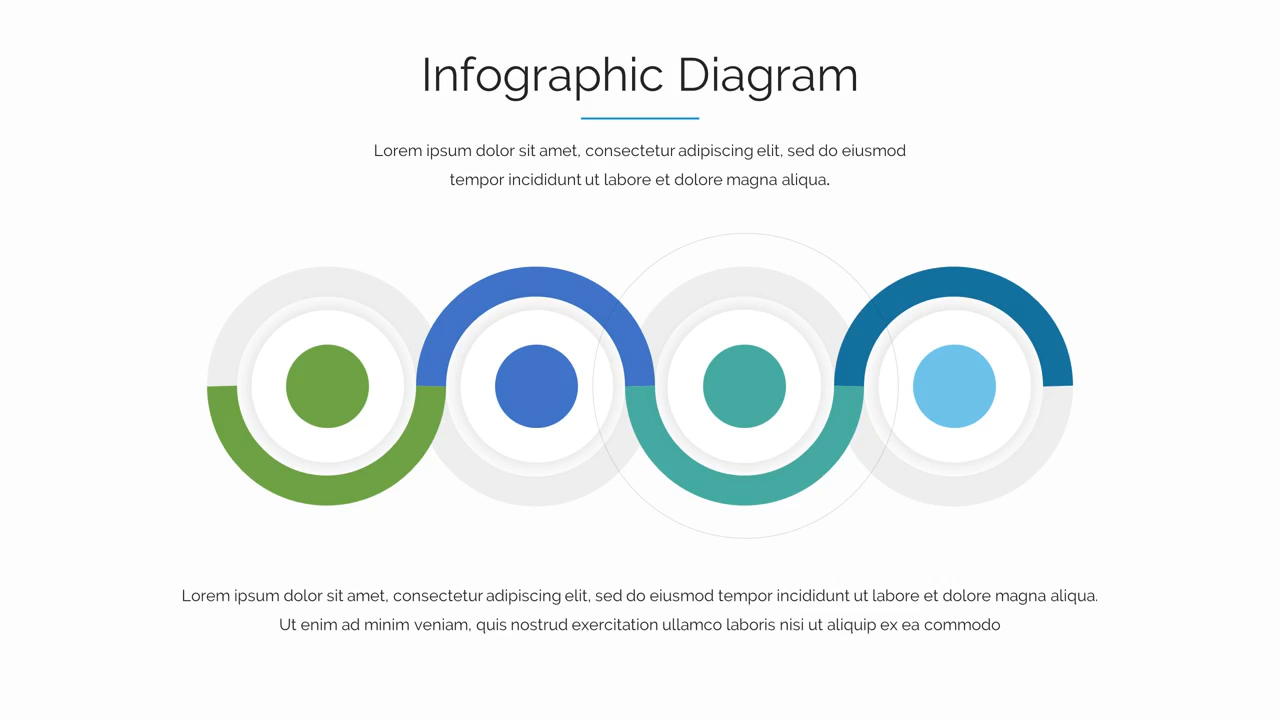 Infographic Diagram
Lorem ipsum dolor sit amet, consectetur adipiscing elit, sed do eiusmod
tempor incididunt ut labore et dolore magna aliqua.
Lorem ipsum dolor sit amet, consectetur adipiscing elit, sed do eiusmod tempor incididunt ut labore et dolore magna aliqua.
Ut enim ad minim veniam, quis nostrud exercitation ullamco laboris nisi ut aliquip ex ea commodo